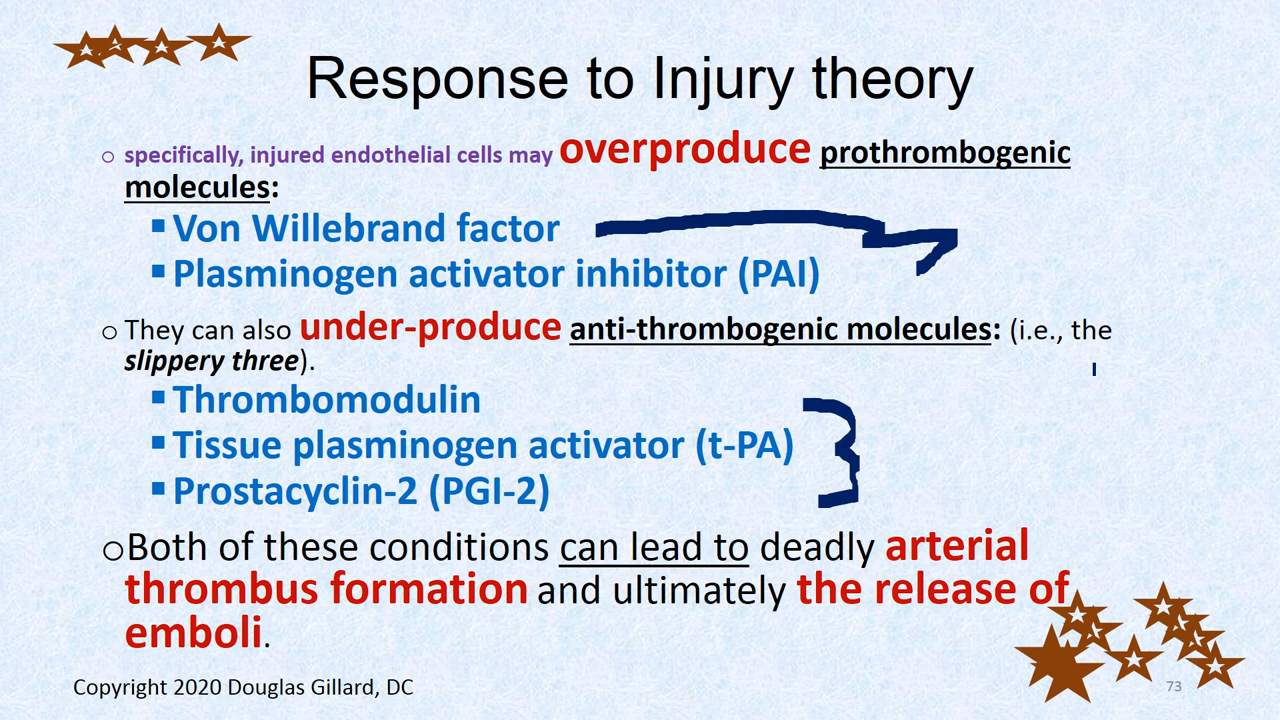 Response to Injury theory
○ specifically, injured endothelial cells may overproduce prothrombogenic
molecules:
▪ Von Willebrand factor
▪ Plasminogen activator inhibitor (PAI)
○ They can also under-produce anti-thrombogenic molecules: (i.e., the
slippery three).
▪ Thrombomodulin
▪ Tissue plasminogen activator (t-PA)
▪ Prostacyclin-2 (PGI-2)
○Both of these conditions can lead to deadly arterial
thrombus formation and ultimately the release of
emboli.
Copyright 2020 Douglas Gillard, DC
73